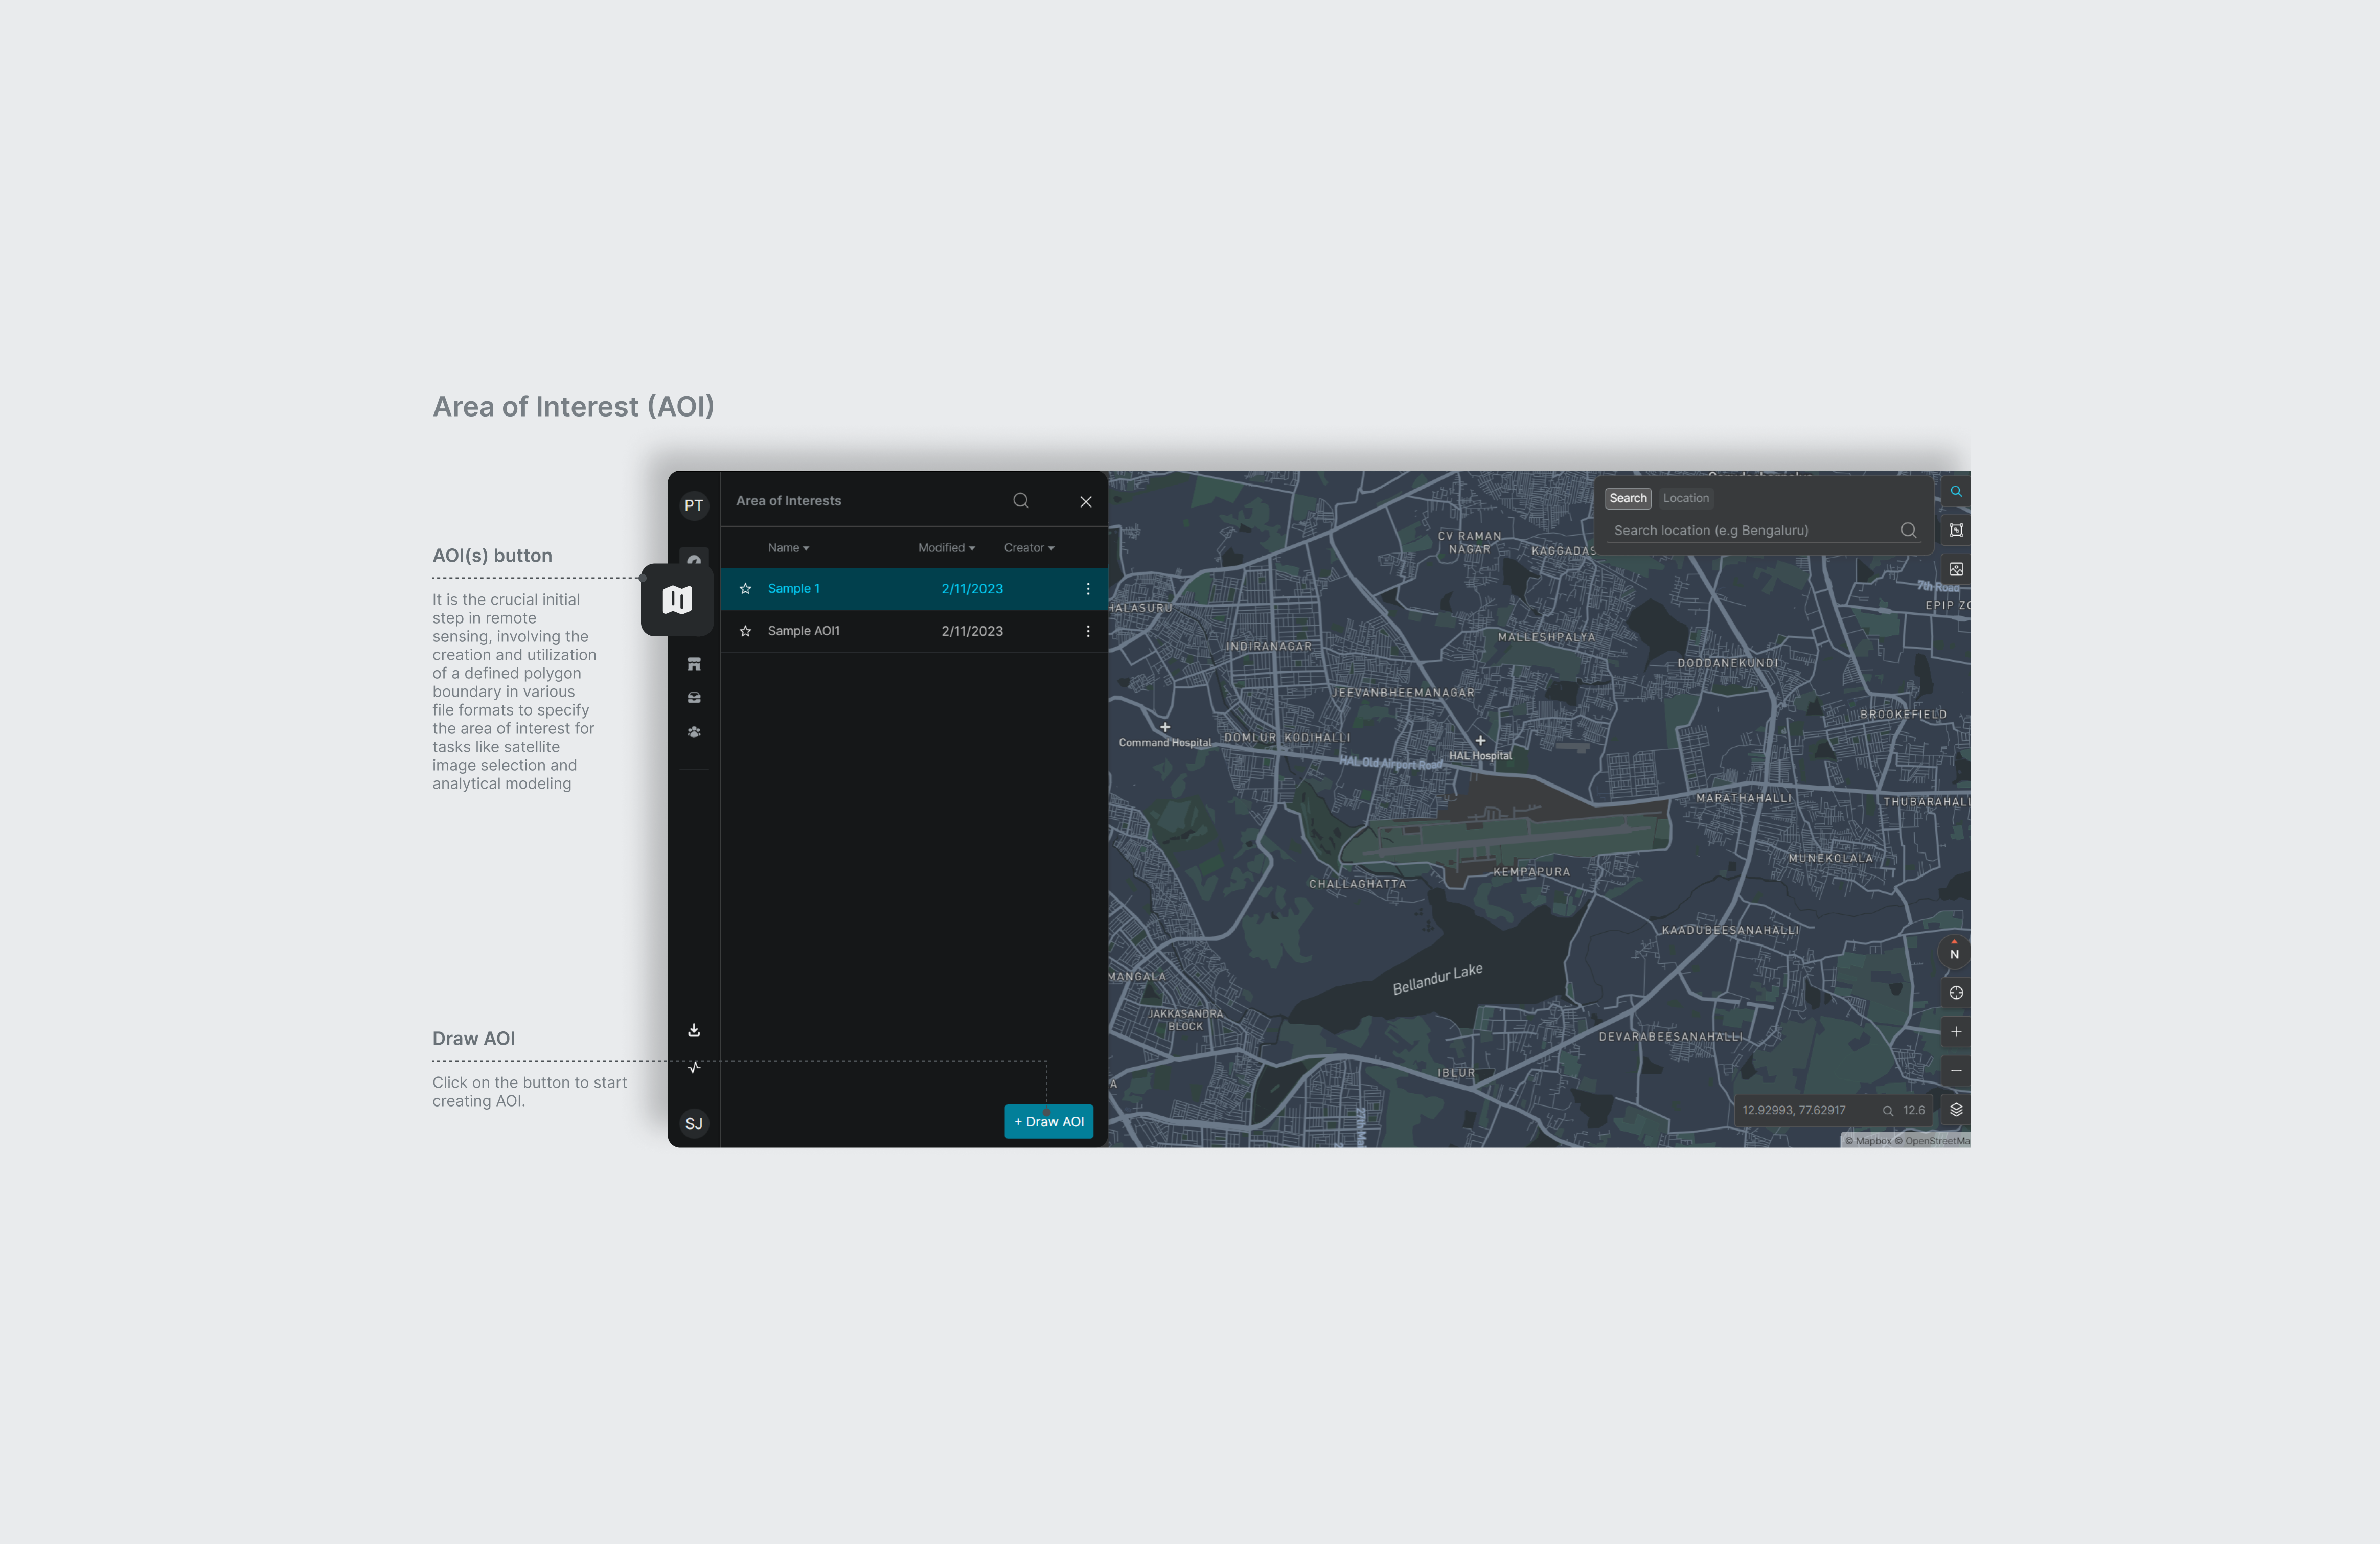 Area of Interest (AOI)
AOI(s) button
It is the crucial initial
step in remote
sensing, involving the
creation and utilization
of a defined polygon
boundary in various
file formats to specify
the area of interest for
tasks like satellite
image selection and
analytical modeling
Draw AOI
Click on the button to start
creating AOI.
PT
SJ
Area of Interests
Name Modified Creator
Sample 1 2/11/2023
Sample AOI1 2/11/2023
+ Draw AOI
Search Location
Search location (e.g Bengaluru)
CV RAMAN
NAGAR
KAGGADAS
7th Road
EPIP ZO
HALASURU
MALLESHPALYA
INDIRANAGAR
DODDANEKUNDI
JEEVANBHEEMANAGAR
BROOKEFIELD
Command Hospital
DOMLUR KODIHALLI
HAL Hospital
HAL Old Airport Road
MARATHAHALLI
THUBARAHALL
MUNEKOLALA
KEMPAPURA
CHALLAGHATTA
KAADUBEESANAHALLI
N
Bellandur Lake
MANGALA
JAKKASANDRA
BLOCK
DEVARABEESANAHALLI
IBLUR
A
27th Ma
12.92993, 77.62917 12.6
© Mapbox © OpenStreetMa